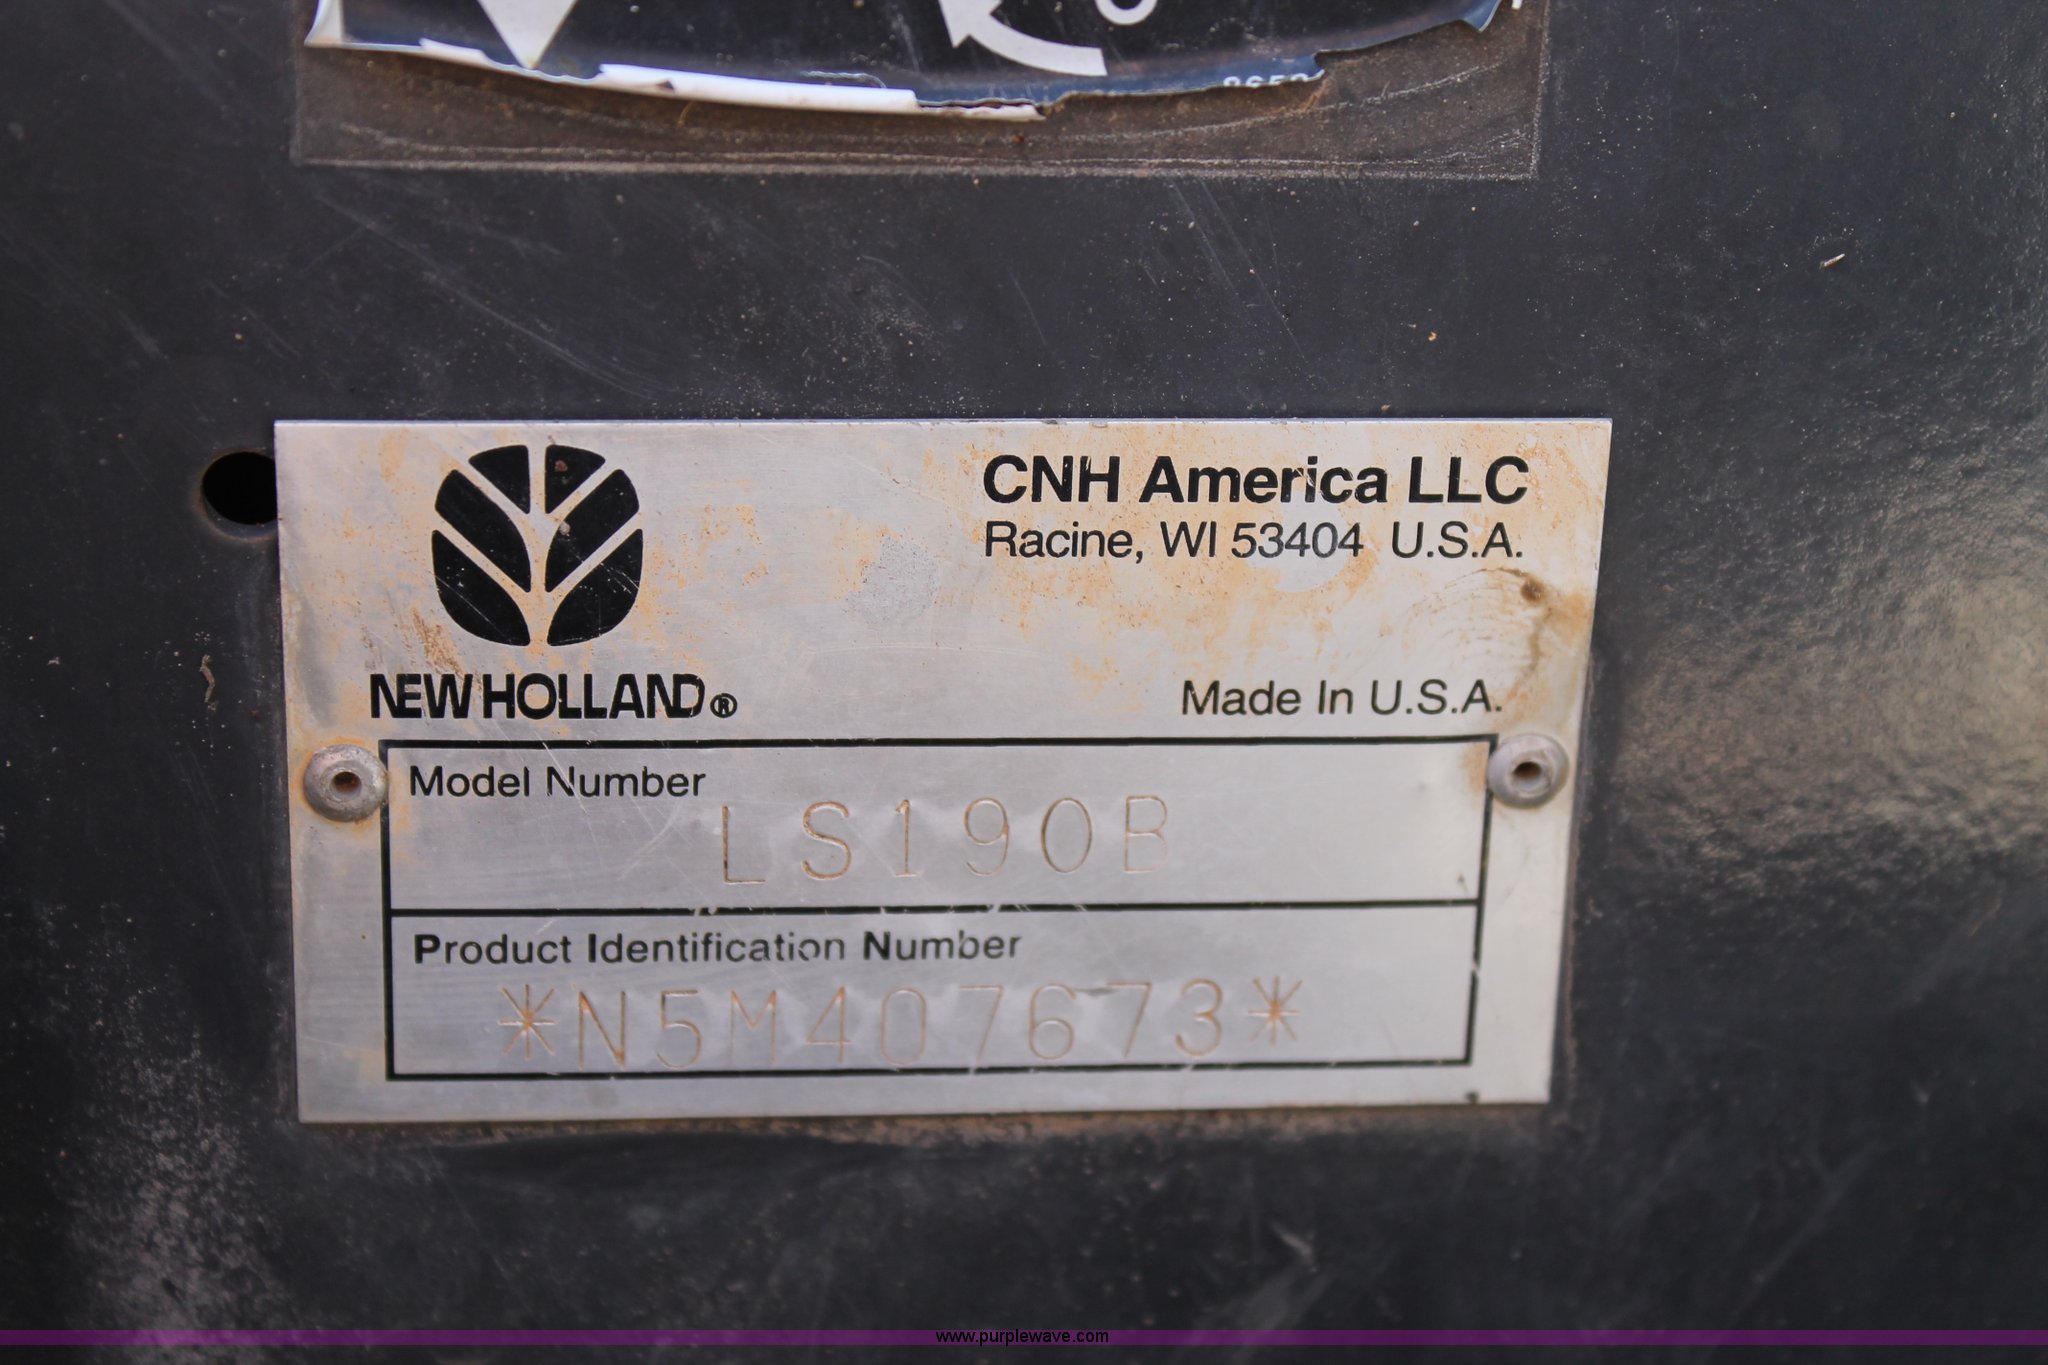 CNH America LLC
Racine, WI 53404 U.S.A.
NEW HOLLAND®
Made In U.S.A.
Model Number
LS190B
Product Identification Number
*N5M407673*
www.purplewave.com